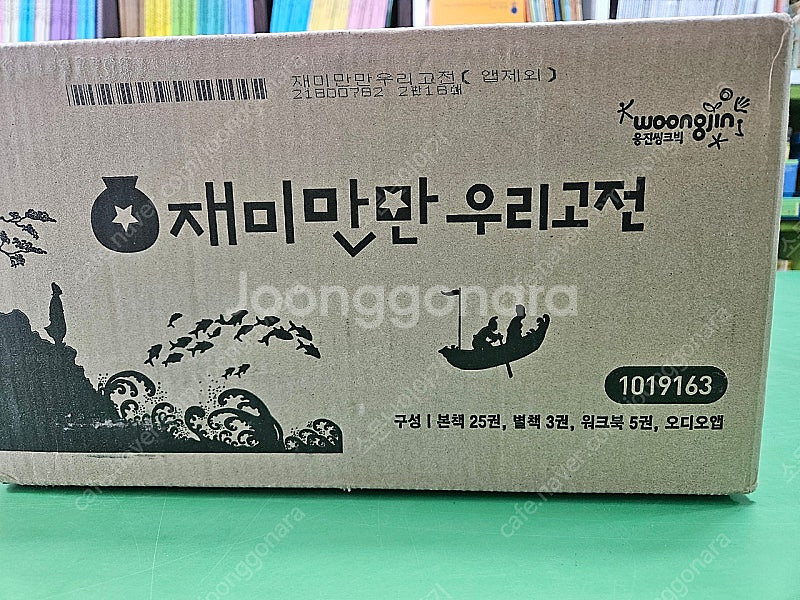 재미만만우리고전( 앱제외)
21800782 2판16쇄
woongjin
웅진씽크빅
재미만만 우리고전
Joonggonara
1019163
구성 | 본책 25권, 별책 3권, 워크북 5권, 오디오앱